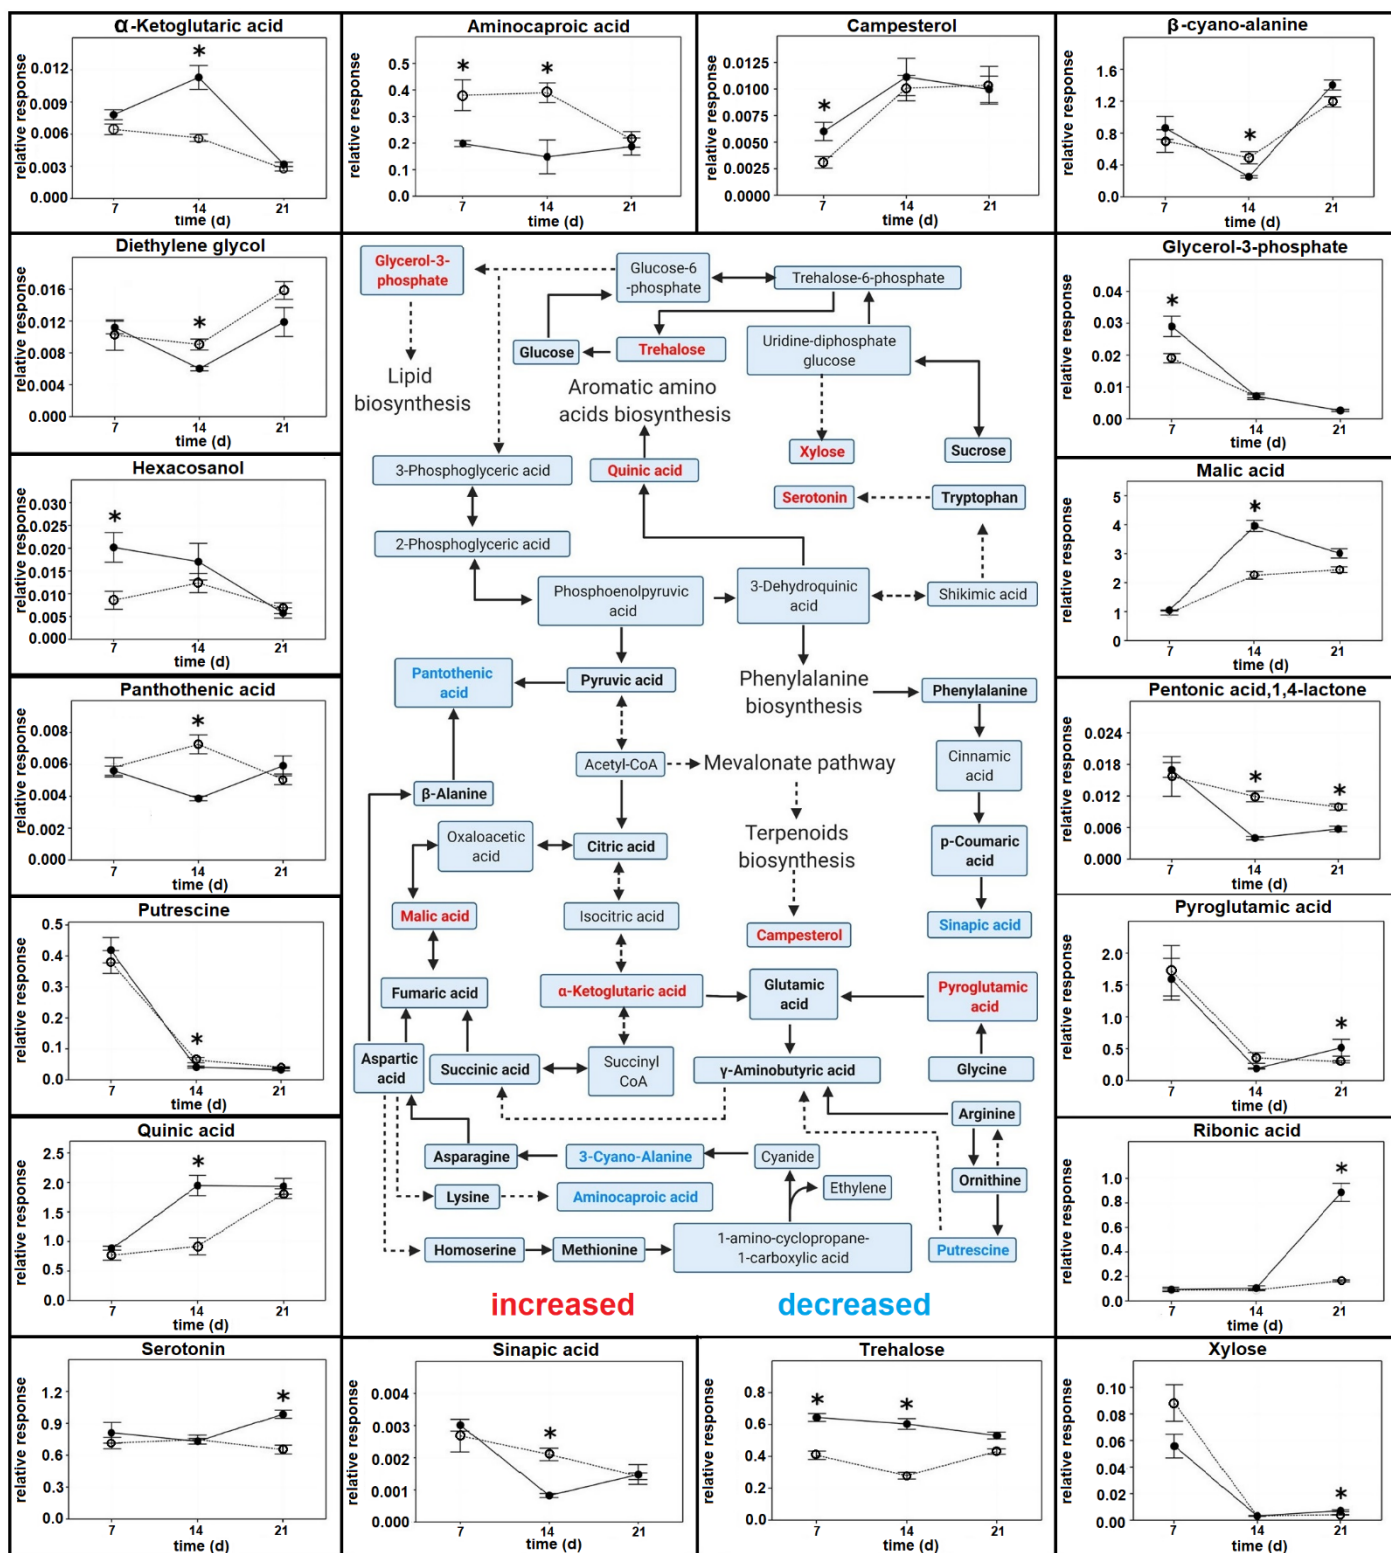 α-Ketoglutaric acid
relative response
0.012
0.009
0.006
0.003
0.000
*
7 14 21
time (d)
Aminocaproic acid
relative response
0.5
0.4
0.3
0.2
0.1
0.0
* *
7 14 21
time (d)
Campesterol
relative response
0.0125
0.0100
0.0075
0.0050
0.0025
0.0000
*
7 14 21
time (d)
β-cyano-alanine
relative response
1.6
1.2
0.8
0.4
0.0
*
7 14 21
time (d)
Diethylene glycol
relative response
0.016
0.012
0.008
0.004
0.000
*
7 14 21
time (d)
Hexacosanol
relative response
0.030
0.025
0.020
0.015
0.010
0.005
0.000
*
7 14 21
time (d)
Panthothenic acid
relative response
0.008
0.006
0.004
0.002
0.000
*
7 14 21
time (d)
Putrescine
relative response
0.5
0.4
0.3
0.2
0.1
0.0
*
7 14 21
time (d)
Quinic acid
relative response
2.5
2.0
1.5
1.0
0.5
0.0
*
7 14 21
time (d)
Serotonin
relative response
1.2
0.9
0.6
0.3
0.0
*
7 14 21
time (d)
Glycerol-3-
phosphate
Glucose-6
-phosphate
Trehalose-6-phosphate
Glucose
Trehalose
Uridine-diphosphate
glucose
Lipid
biosynthesis
Aromatic amino
acids biosynthesis
3-Phosphoglyceric acid
Quinic acid
Xylose
Sucrose
Serotonin
Tryptophan
2-Phosphoglyceric acid
Phosphoenolpyruvic
acid
3-Dehydroquinic
acid
Shikimic acid
Pantothenic
acid
Pyruvic acid
Phenylalanine
biosynthesis
Phenylalanine
Acetyl-CoA
Mevalonate pathway
Cinnamic
acid
β-Alanine
Oxaloacetic
acid
Citric acid
Terpenoids
biosynthesis
p-Coumaric
acid
Malic acid
Isocitric acid
Campesterol
Sinapic acid
Fumaric acid
α-Ketoglutaric acid
Glutamic
acid
Pyroglutamic
acid
Aspartic
acid
Succinic acid
Succinyl
CoA
γ-Aminobutyric acid
Glycine
Arginine
Asparagine
3-Cyano-Alanine
Cyanide
Lysine
Aminocaproic acid
Ethylene
Ornithine
Homoserine
Methionine
1-amino-cyclopropane-
1-carboxylic acid
Putrescine
increased
decreased
Glycerol-3-phosphate
relative response
0.04
0.03
0.02
0.01
0.00
*
7 14 21
time (d)
Malic acid
relative response
5
4
3
2
1
0
*
7 14 21
time (d)
Pentonic acid,1,4-lactone
relative response
0.024
0.018
0.012
0.006
0.000
* *
7 14 21
time (d)
Pyroglutamic acid
relative response
2.0
1.5
1.0
0.5
0.0
*
7 14 21
time (d)
Ribonic acid
relative response
1.0
0.8
0.6
0.4
0.2
0.0
*
7 14 21
time (d)
Sinapic acid
relative response
0.004
0.003
0.002
0.001
0.000
*
7 14 21
time (d)
Trehalose
relative response
0.8
0.6
0.4
0.2
0.0
* *
7 14 21
time (d)
Xylose
relative response
0.10
0.08
0.06
0.04
0.02
0.00
*
7 14 21
time (d)